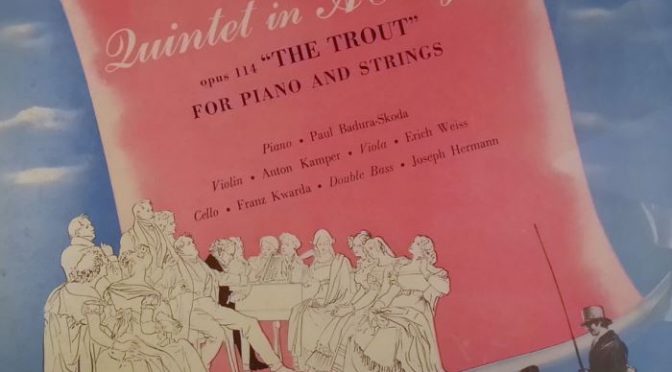 Quintet in A
opus 114 "THE TROUT"
FOR PIANO AND STRINGS
Piano • Paul Badura-Skoda
Violin • Anton Kamper • Viola • Erich Weiss
Cello • Franz Kwarda • Double Bass • Joseph Hermann